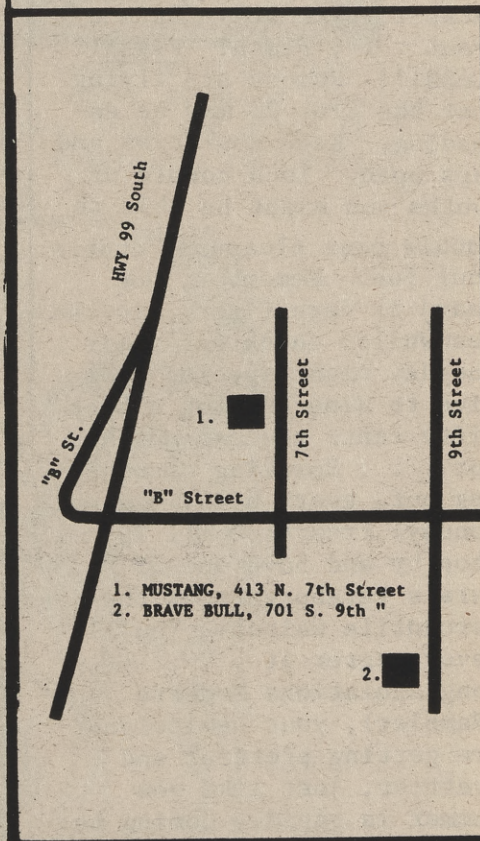 HWY 99 South
7th Street
9th Street
1.
"B" St.
"B" Street
1. MUSTANG, 413 N. 7th Street
2. BRAVE BULL, 701 S. 9th "
2.